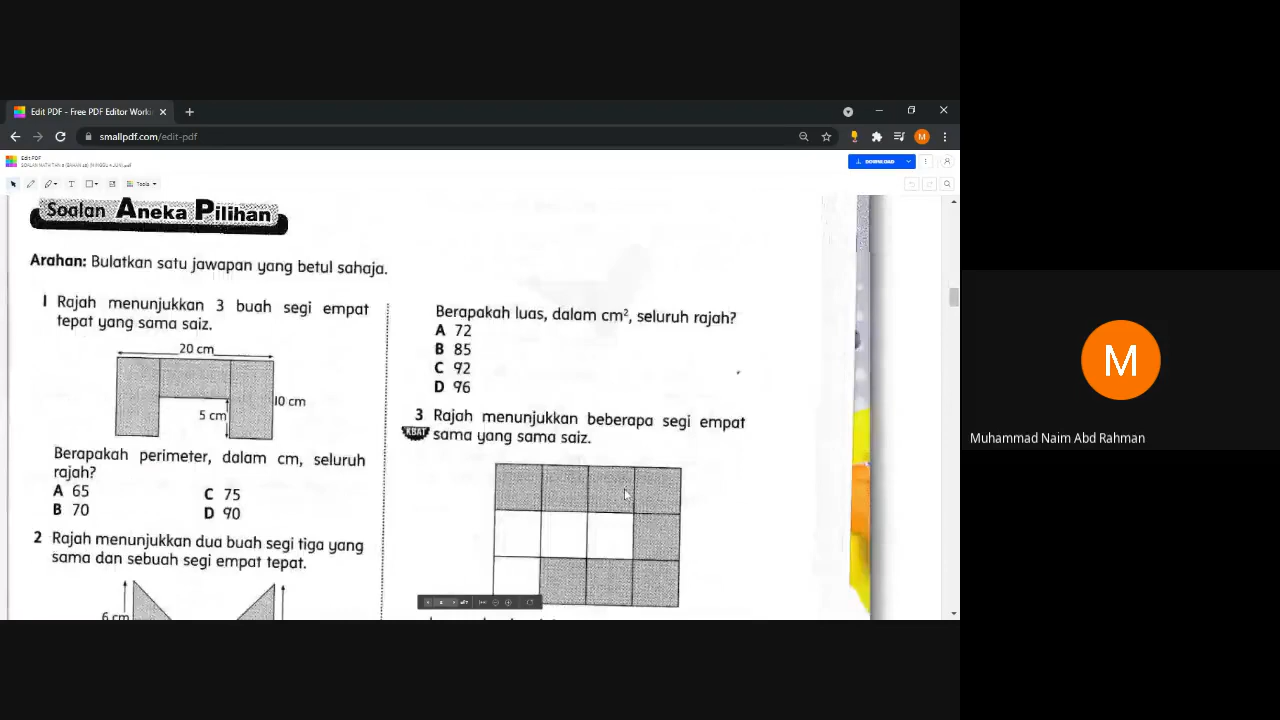 Edit PDF - Free PDF Editor Worki
smallpdf.com/edit-pdf
M
Edit PDF
DOWNLOAD
T
Tools
Soalan Aneka Pilihan
Arahan: Bulatkan satu jawapan yang betul sahaja.
1 Rajah menunjukkan 3 buah segi empat
tepat yang sama saiz.
20 cm
10 cm
5 cm
Berapakah perimeter, dalam cm, seluruh
rajah?
A 65
C 75
B 70
D 90
2 Rajah menunjukkan dua buah segi tiga yang
sama dan sebuah segi empat tepat.
6 cm
Berapakah luas, dalam cm², seluruh rajah?
A 72
B 85
C 92
D 96
3 Rajah menunjukkan beberapa segi empat
KBAT
sama yang sama saiz.
M
Muhammad Naim Abd Rahman